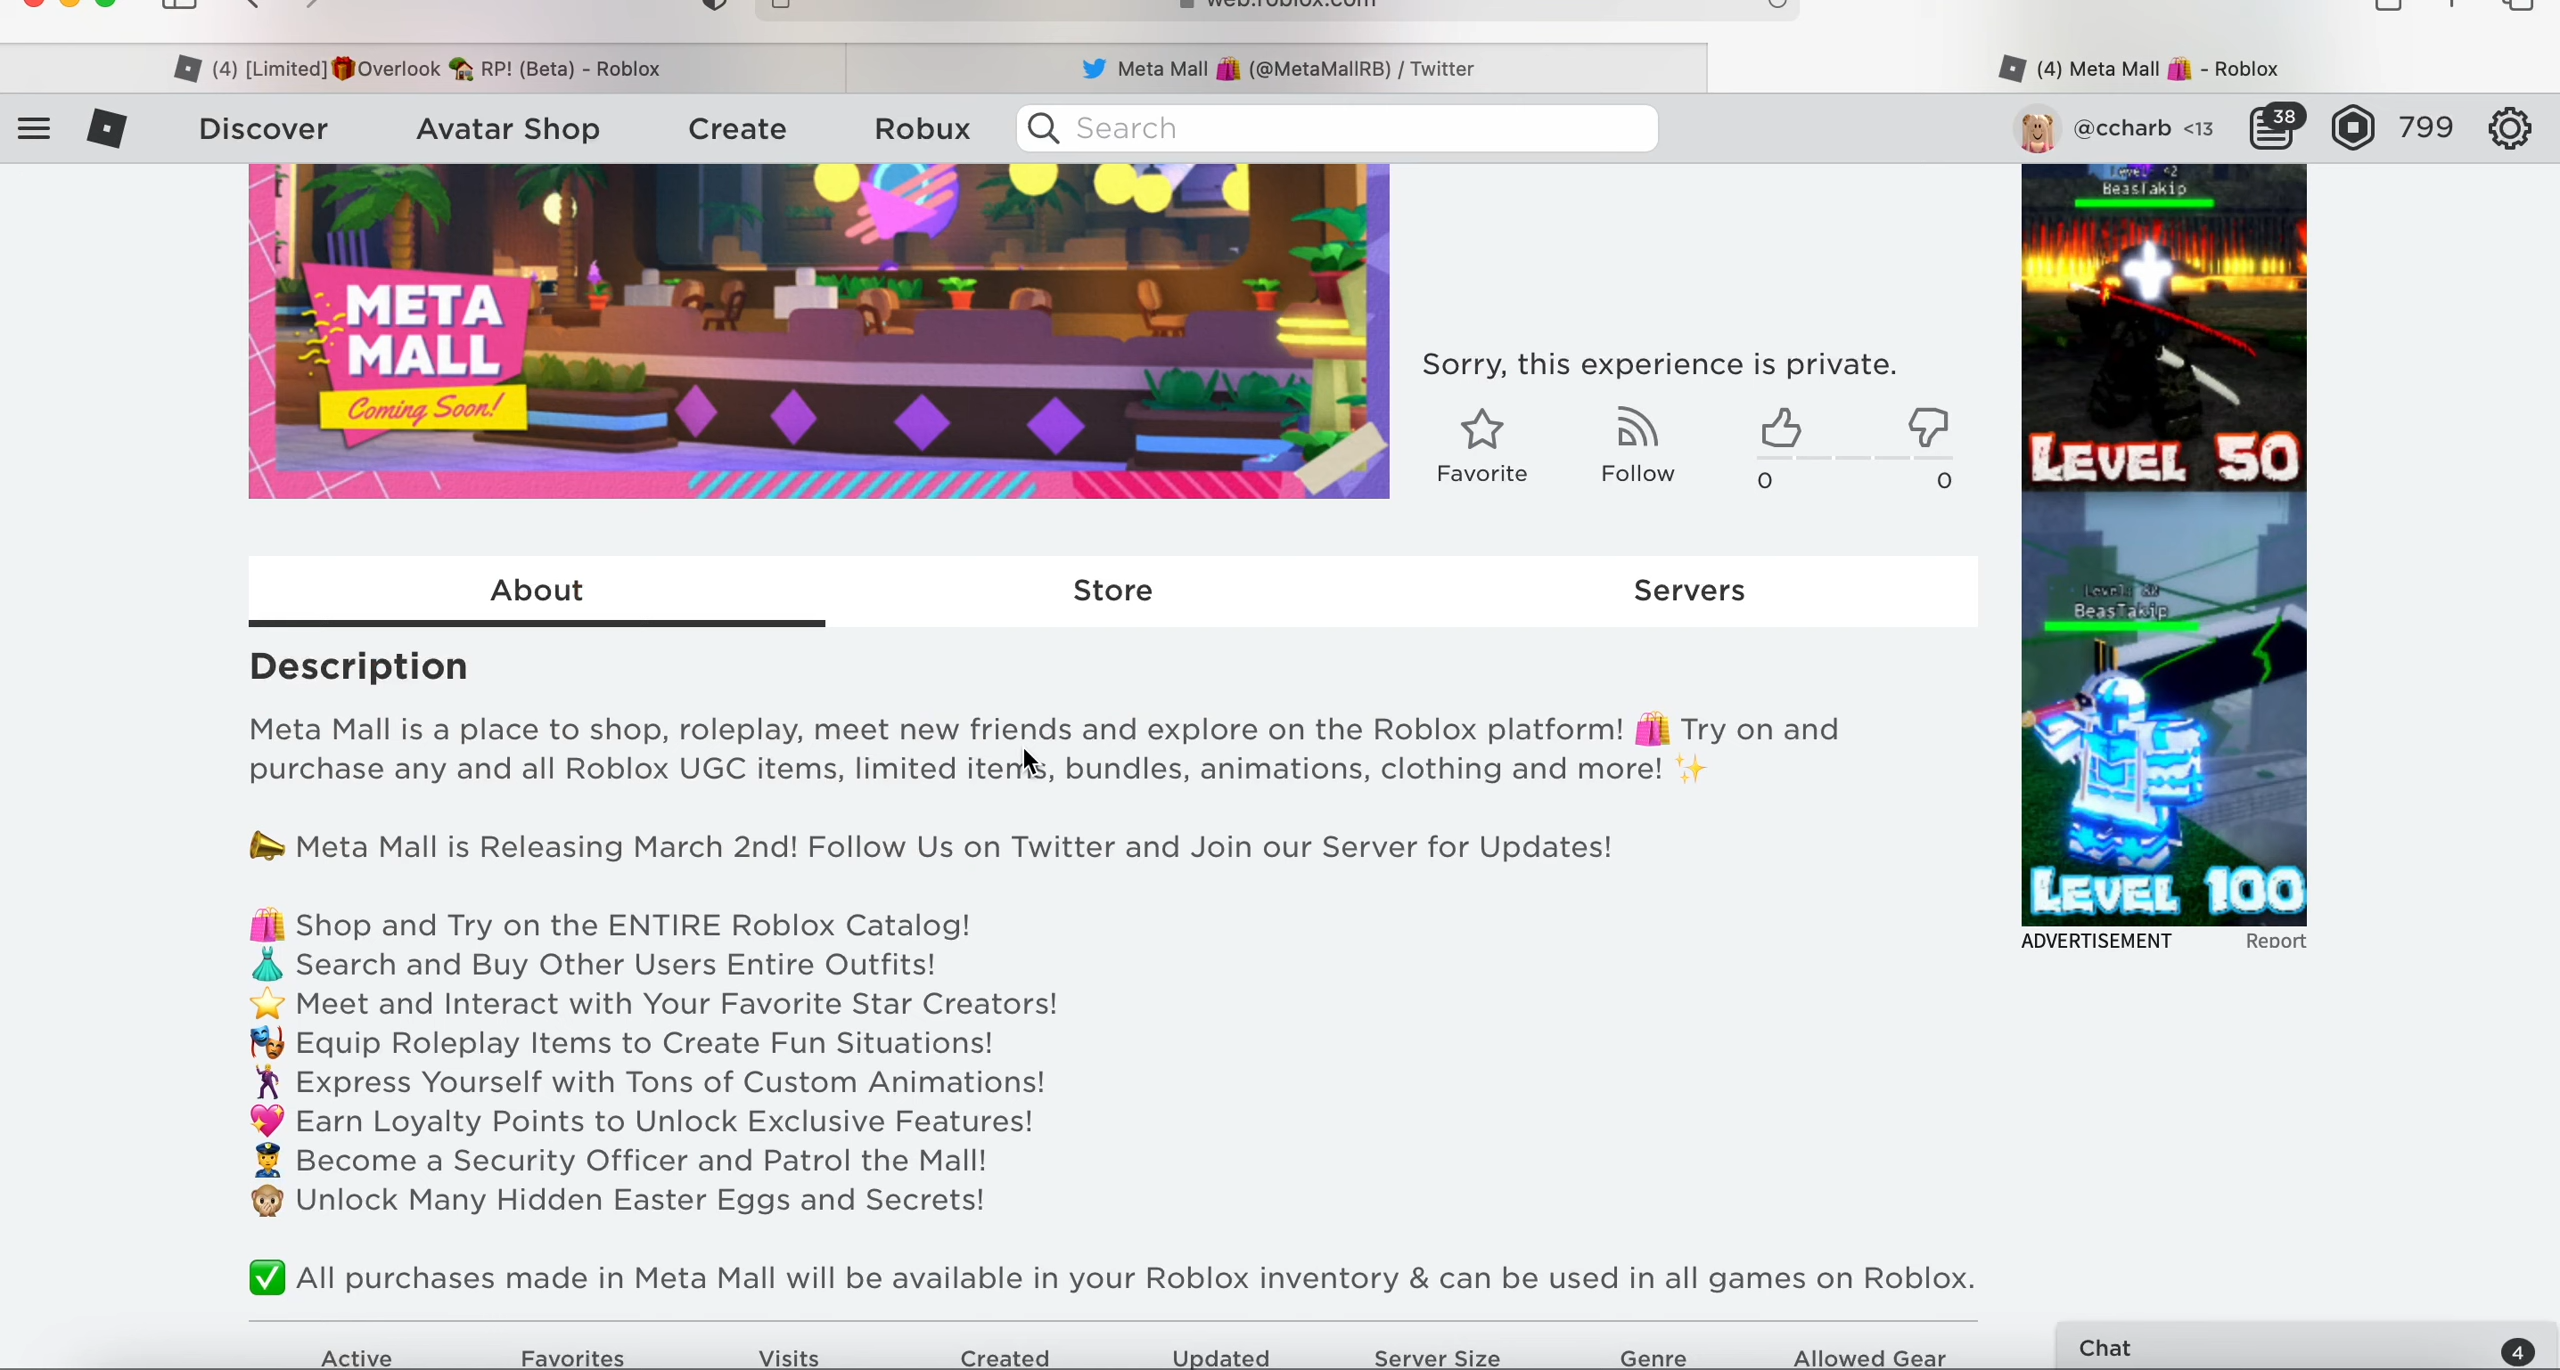 web.roblox.com
(4) [Limited]🎁Overlook 🏡 RP! (Beta) - Roblox
Meta Mall 🛍️ (@MetaMallRB) / Twitter
(4) Meta Mall 🛍️ - Roblox
Discover
Avatar Shop
Create
Robux
Search
@ccharb <13
38
799
META
MALL
Coming Soon!
Sorry, this experience is private.
Favorite
Follow
0
0
BeasTakip
LEVEL 50
BeasTakip
LEVEL 100
ADVERTISEMENT
Report
About
Store
Servers
Description
Meta Mall is a place to shop, roleplay, meet new friends and explore on the Roblox platform! 🛍️ Try on and
purchase any and all Roblox UGC items, limited items, bundles, animations, clothing and more! ✨
📣 Meta Mall is Releasing March 2nd! Follow Us on Twitter and Join our Server for Updates!
🛍️ Shop and Try on the ENTIRE Roblox Catalog!
👗 Search and Buy Other Users Entire Outfits!
⭐ Meet and Interact with Your Favorite Star Creators!
🎭 Equip Roleplay Items to Create Fun Situations!
🕺 Express Yourself with Tons of Custom Animations!
💖 Earn Loyalty Points to Unlock Exclusive Features!
👮 Become a Security Officer and Patrol the Mall!
🙊 Unlock Many Hidden Easter Eggs and Secrets!
✅ All purchases made in Meta Mall will be available in your Roblox inventory & can be used in all games on Roblox.
Active
Favorites
Visits
Created
Updated
Server Size
Genre
Allowed Gear
Chat
4